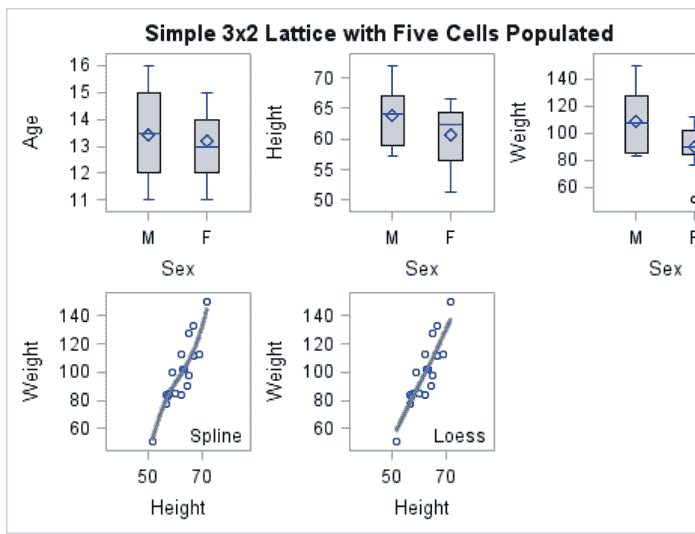 Simple 3x2 Lattice with Five Cells Populated
Age
16
15
14
13
12
11
M F
Sex
Height
70
65
60
55
50
M F
Sex
Weight
140
120
100
80
60
M
Sex
Weight
140
120
100
80
60
Spline
50 70
Height
Weight
140
120
100
80
60
Loess
50 70
Height